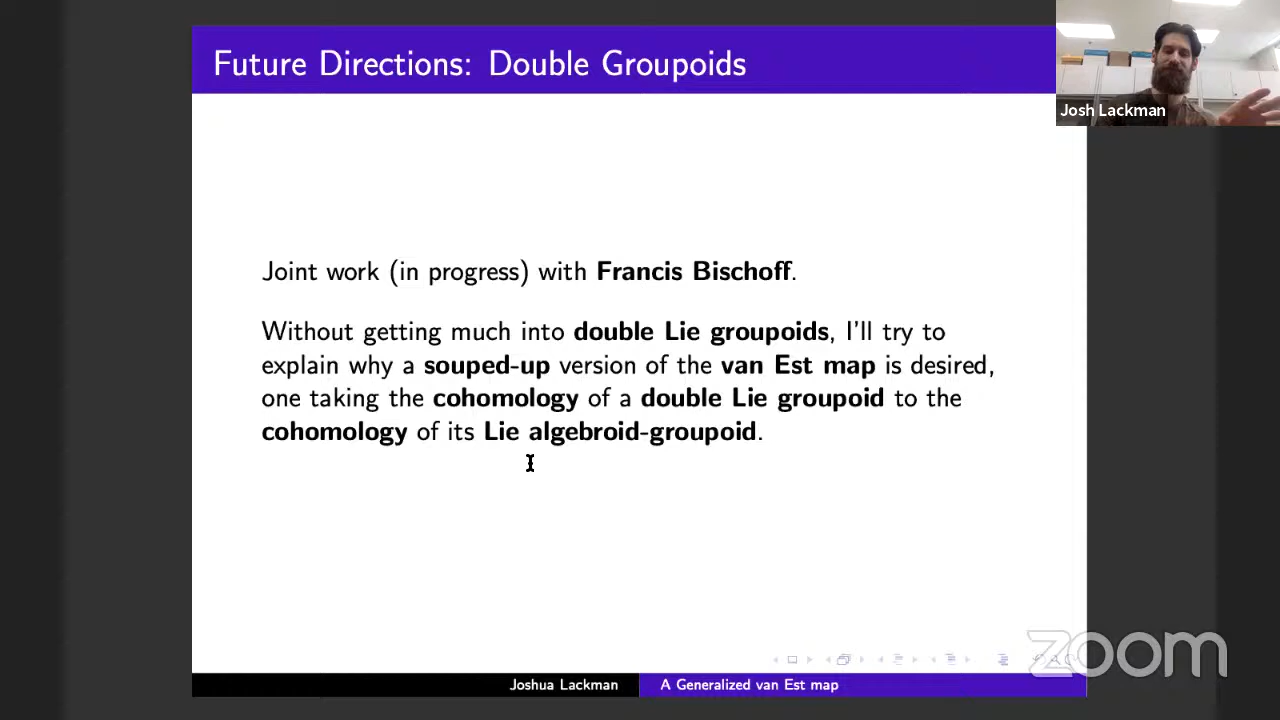 Future Directions: Double Groupoids
Josh Lackman
Joint work (in progress) with Francis Bischoff.
Without getting much into double Lie groupoids, I'll try to
explain why a souped-up version of the van Est map is desired,
one taking the cohomology of a double Lie groupoid to the
cohomology of its Lie algebroid-groupoid.
zoom
Joshua Lackman
A Generalized van Est map